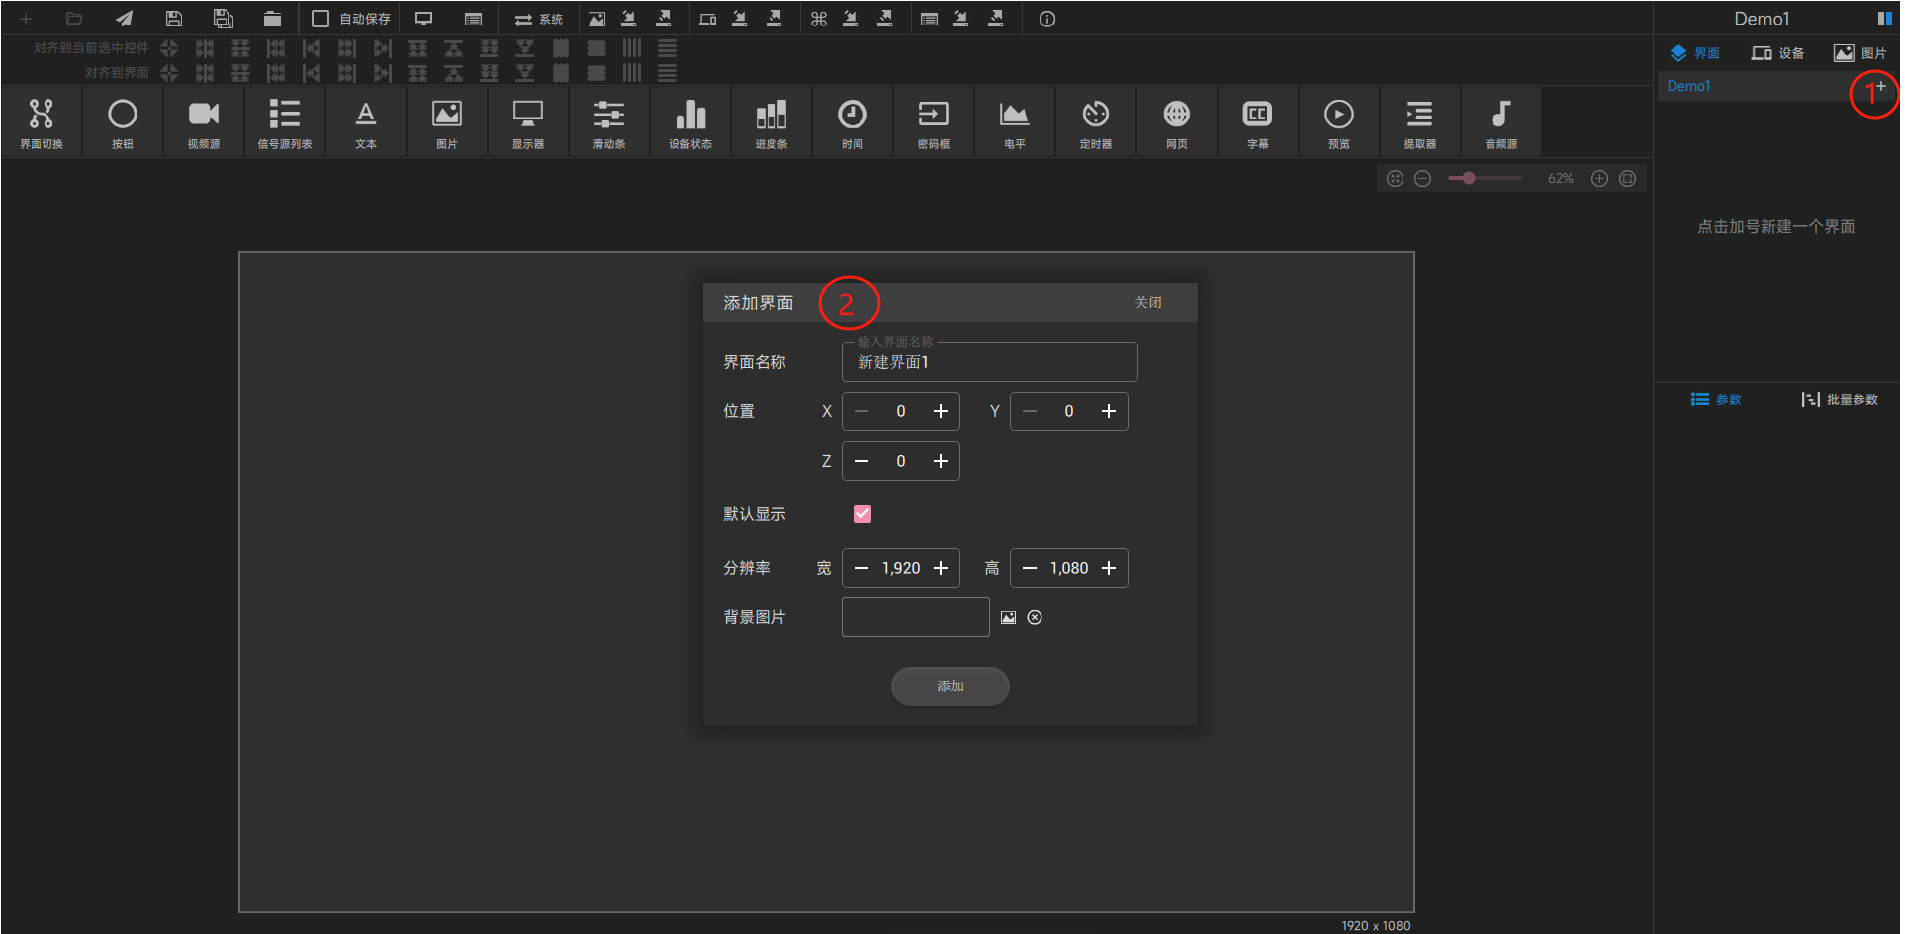 自动保存 系统 Demo1
对齐到当前选中控件
对齐到界面
界面 设备 图片
Demo1 + 1
界面切换 按钮 视频源 信号源列表 文本 图片 显示器 滑动条 设备状态 进度条 时间 密码框 电平 定时器 网页 字幕 预览 提取器 音频源
62%
点击加号新建一个界面
添加界面 2 关闭
输入界面名称
界面名称 新建界面1
位置 X 0 Y 0
Z 0
参数 批量参数
默认显示
分辨率 宽 1,920 高 1,080
背景图片
添加
1920 x 1080